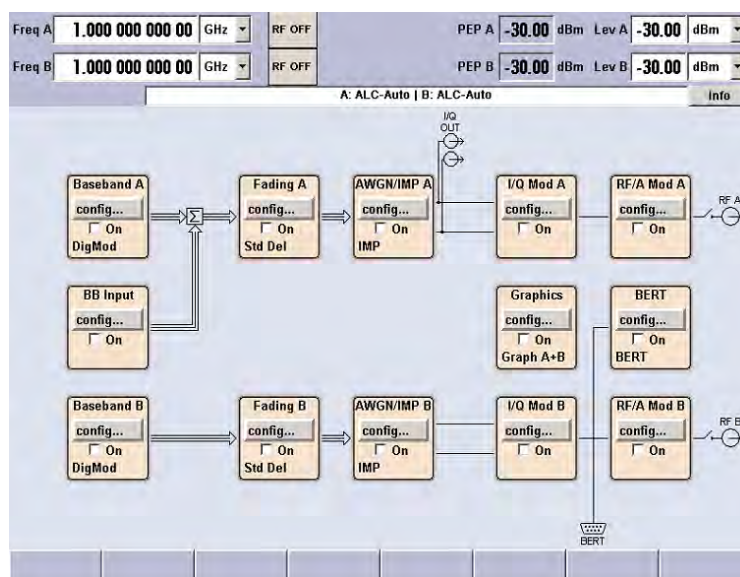 Freq A 1.000 000 000 00 GHz RF OFF PEP A -30.00 dBm Lev A -30.00 dBm
Freq B 1.000 000 000 00 GHz RF OFF PEP B -30.00 dBm Lev B -30.00 dBm
A: ALC-Auto | B: ALC-Auto info
I/Q
OUT
Baseband A Fading A AWGN/IMP A I/Q Mod A RF/A Mod A
RF A
config... config... config... config... config...
On Σ On On On On
DigMod Std Del IMP
BB Input Graphics BERT
config... config... config...
On On On
Graph A+B BERT
Baseband B Fading B AWGN/IMP B I/Q Mod B RF/A Mod B
RF B
config... config... config... config... config...
On On On On On
DigMod Std Del IMP
BERT